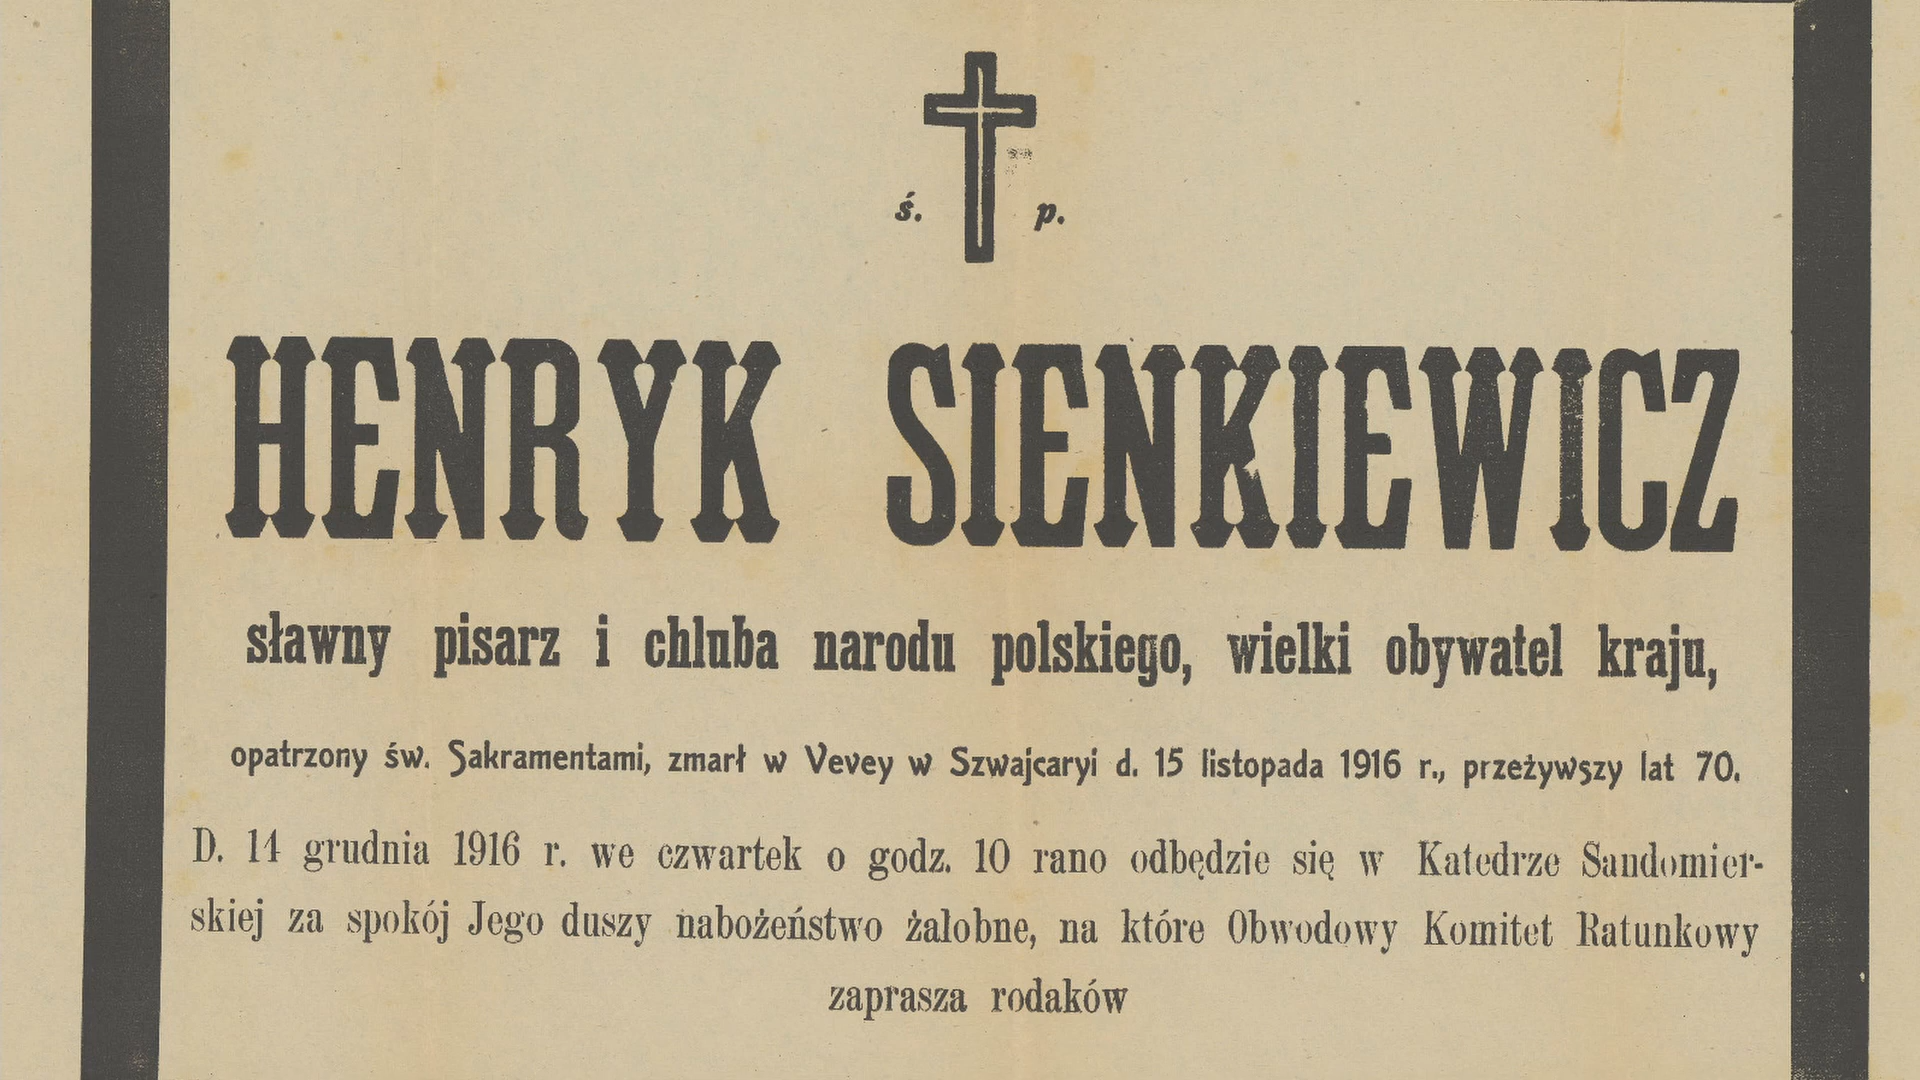 ś. p.
HENRYK SIENKIEWICZ
sławny pisarz i chluba narodu polskiego, wielki obywatel kraju,
opatrzony św. Sakramentami, zmarł w Vevey w Szwajcaryi d. 15 listopada 1916 r., przeżywszy lat 70.
D. 14 grudnia 1916 r. we czwartek o godz. 10 rano odbędzie się w Katedrze Sandomier-
skiej za spokój Jego duszy nabożeństwo żałobne, na które Obwodowy Komitet Ratunkowy
zaprasza rodaków